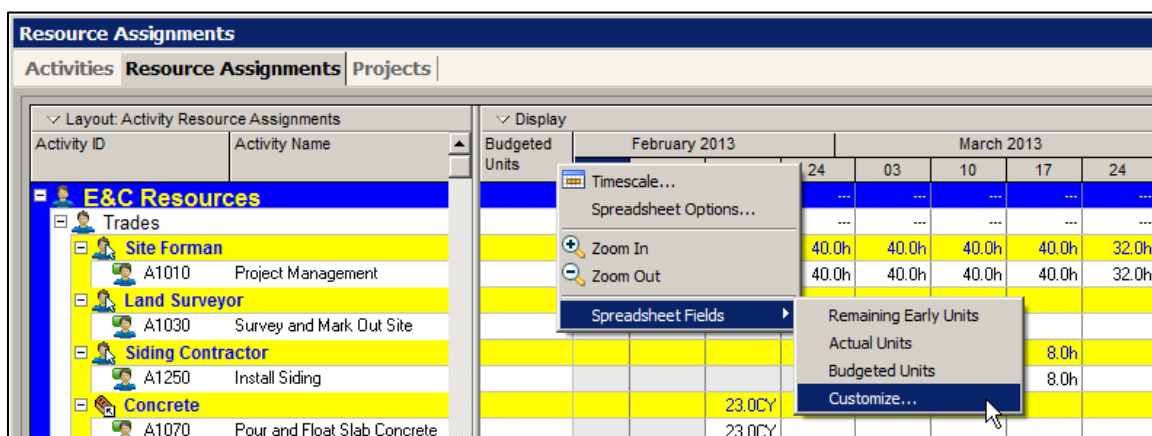 Resource Assignments
Activities Resource Assignments Projects
Layout: Activity Resource Assignments Display
Activity ID Activity Name Budgeted Units February 2013 March 2013
24 03 10 17 24
E&C Resources --- --- --- --- ---
Trades --- --- --- --- ---
Site Forman 40.0h 40.0h 40.0h 40.0h 32.0h
A1010 Project Management 40.0h 40.0h 40.0h 40.0h 32.0h
Land Surveyor
A1030 Survey and Mark Out Site
Siding Contractor 8.0h
A1250 Install Siding 8.0h
Concrete 23.0CY
A1070 Pour and Float Slab Concrete 23.0CY
Timescale...
Spreadsheet Options...
Zoom In
Zoom Out
Spreadsheet Fields
Remaining Early Units
Actual Units
Budgeted Units
Customize...